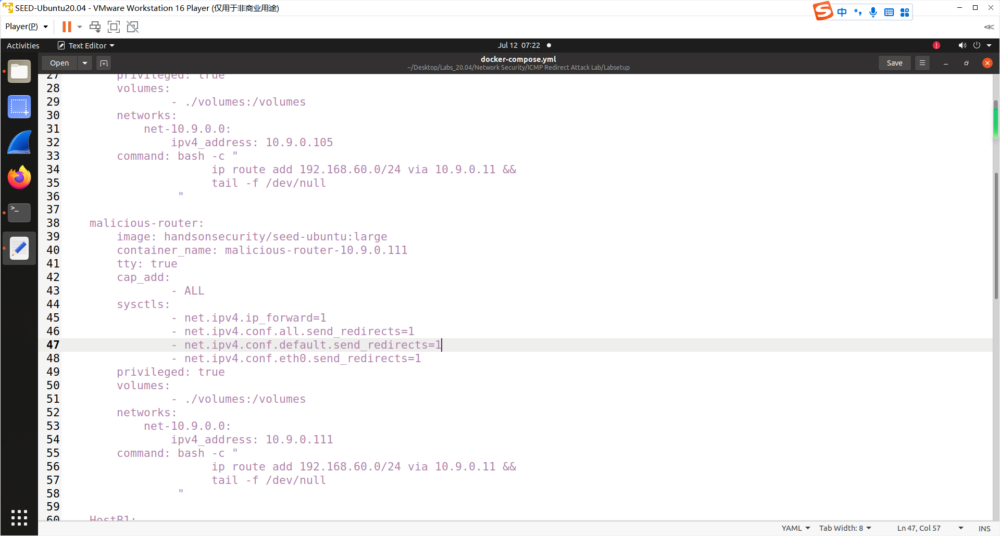 SEED-Ubuntu20.04 - VMware Workstation 16 Player (仅用于非商业用途)
中
Player(P)
Activities
Text Editor
Jul 12 07:22
Open
docker-compose.yml
~/Desktop/Labs_20.04/Network Security/ICMP Redirect Attack Lab/Labsetup
Save
27 privileged: true
28 volumes:
29 - ./volumes:/volumes
30 networks:
31 net-10.9.0.0:
32 ipv4_address: 10.9.0.105
33 command: bash -c "
34 ip route add 192.168.60.0/24 via 10.9.0.11 &&
35 tail -f /dev/null
36 "
37
38 malicious-router:
39 image: handsonsecurity/seed-ubuntu:large
40 container_name: malicious-router-10.9.0.111
41 tty: true
42 cap_add:
43 - ALL
44 sysctls:
45 - net.ipv4.ip_forward=1
46 - net.ipv4.conf.all.send_redirects=1
47 - net.ipv4.conf.default.send_redirects=1
48 - net.ipv4.conf.eth0.send_redirects=1
49 privileged: true
50 volumes:
51 - ./volumes:/volumes
52 networks:
53 net-10.9.0.0:
54 ipv4_address: 10.9.0.111
55 command: bash -c "
56 ip route add 192.168.60.0/24 via 10.9.0.11 &&
57 tail -f /dev/null
58 "
59
60 HostB1:
YAML
Tab Width: 8
Ln 47, Col 57
INS